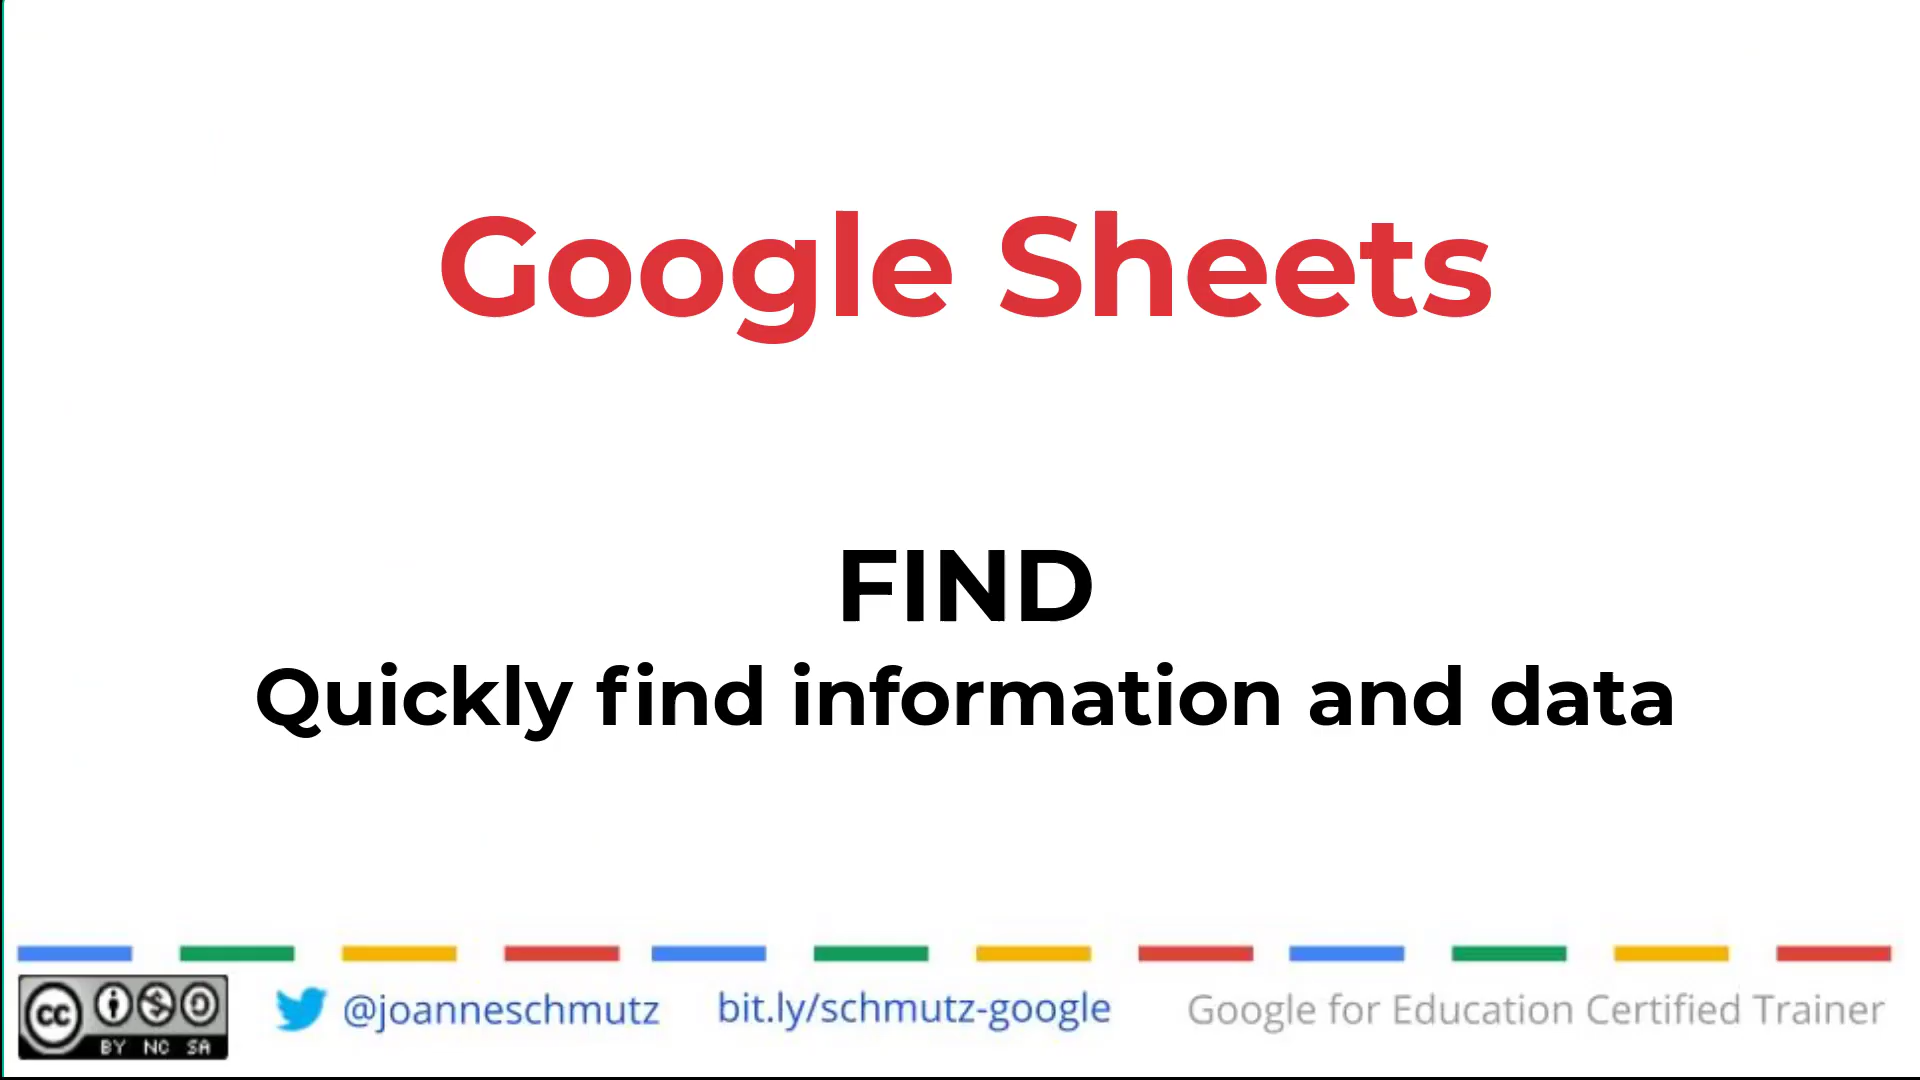 Google Sheets
FIND
Quickly find information and data
cc BY NC SA
@joanneschmutz
bit.ly/schmutz-google
Google for Education Certified Trainer